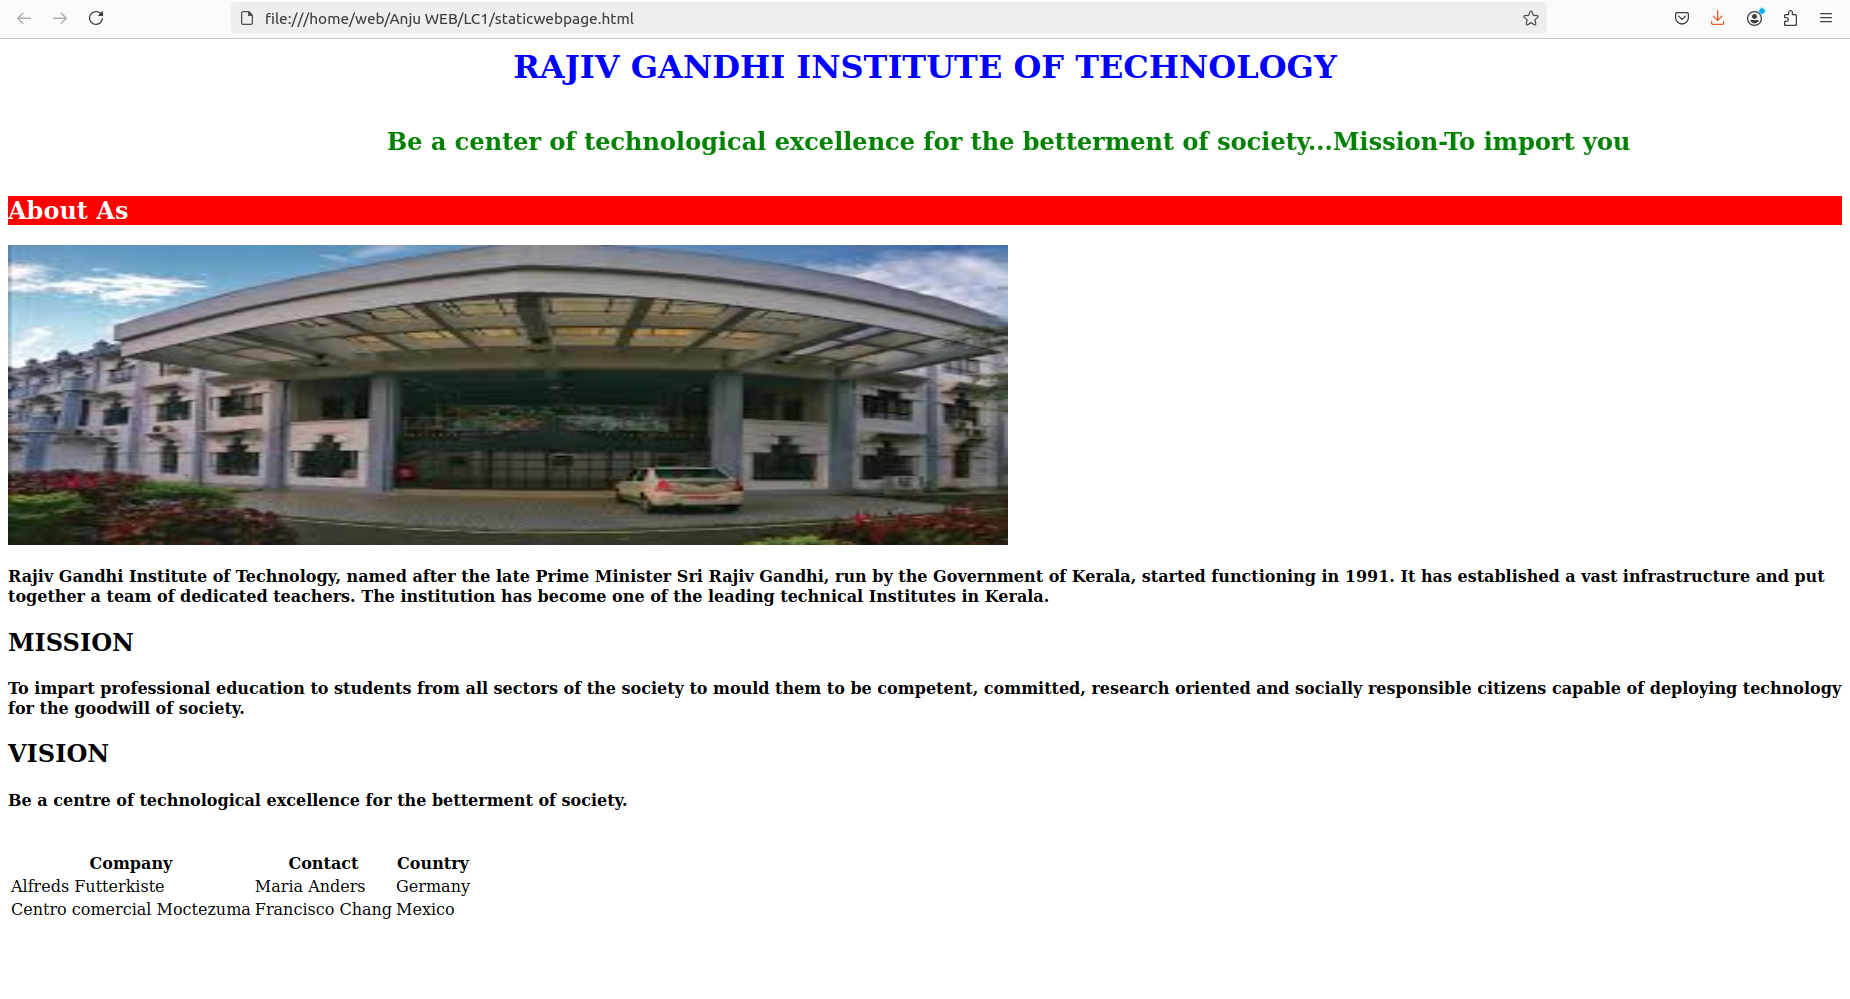 file:///home/web/Anju WEB/LC1/staticwebpage.html
RAJIV GANDHI INSTITUTE OF TECHNOLOGY
Be a center of technological excellence for the betterment of society...Mission-To import you
About As
Rajiv Gandhi Institute of Technology, named after the late Prime Minister Sri Rajiv Gandhi, run by the Government of Kerala, started functioning in 1991. It has established a vast infrastructure and put
together a team of dedicated teachers. The institution has become one of the leading technical Institutes in Kerala.
MISSION
To impart professional education to students from all sectors of the society to mould them to be competent, committed, research oriented and socially responsible citizens capable of deploying technology
for the goodwill of society.
VISION
Be a centre of technological excellence for the betterment of society.
Company Contact Country
Alfreds Futterkiste Maria Anders Germany
Centro comercial Moctezuma Francisco Chang Mexico